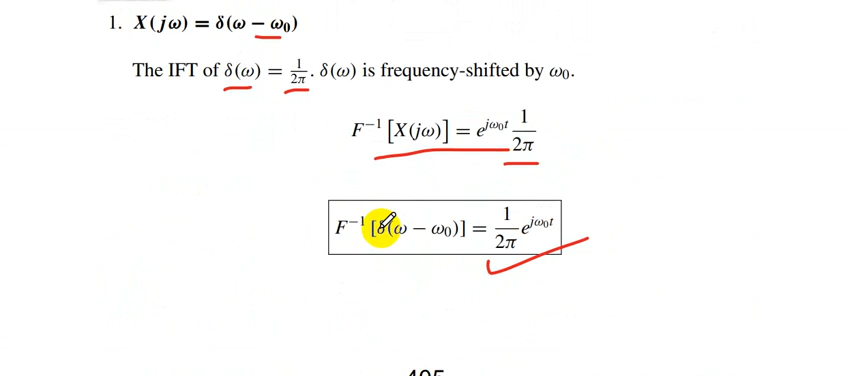 1. X(jω) = δ(ω − ω₀)
The IFT of δ(ω) = 1/2π. δ(ω) is frequency-shifted by ω₀.
F⁻¹ [X(jω)] = e^{jω₀t} 1/2π
F⁻¹ [δ(ω − ω₀)] = 1/2π e^{jω₀t}